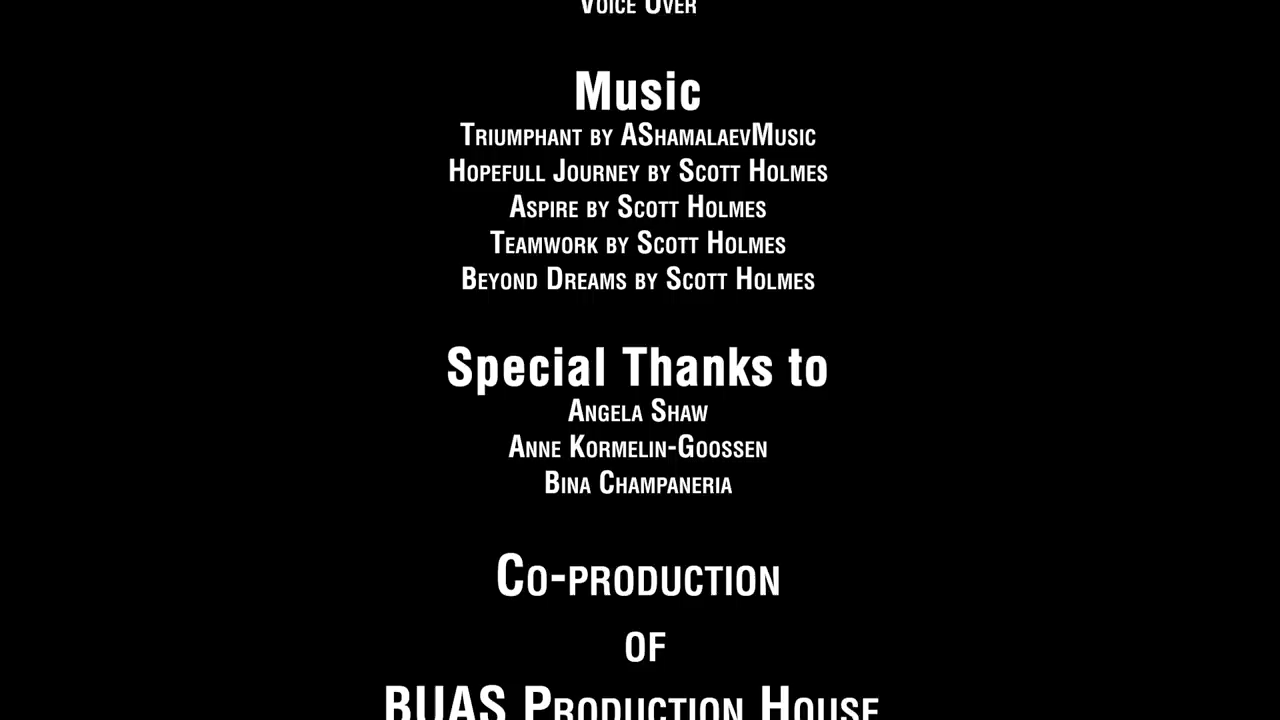 Voice Over
Music
Triumphant by AShamalaevMusic
Hopefull Journey by Scott Holmes
Aspire by Scott Holmes
Teamwork by Scott Holmes
Beyond Dreams by Scott Holmes
Special Thanks to
Angela Shaw
Anne Kormelin-Goossen
Bina Champaneria
Co-production
of
BUAS Production House